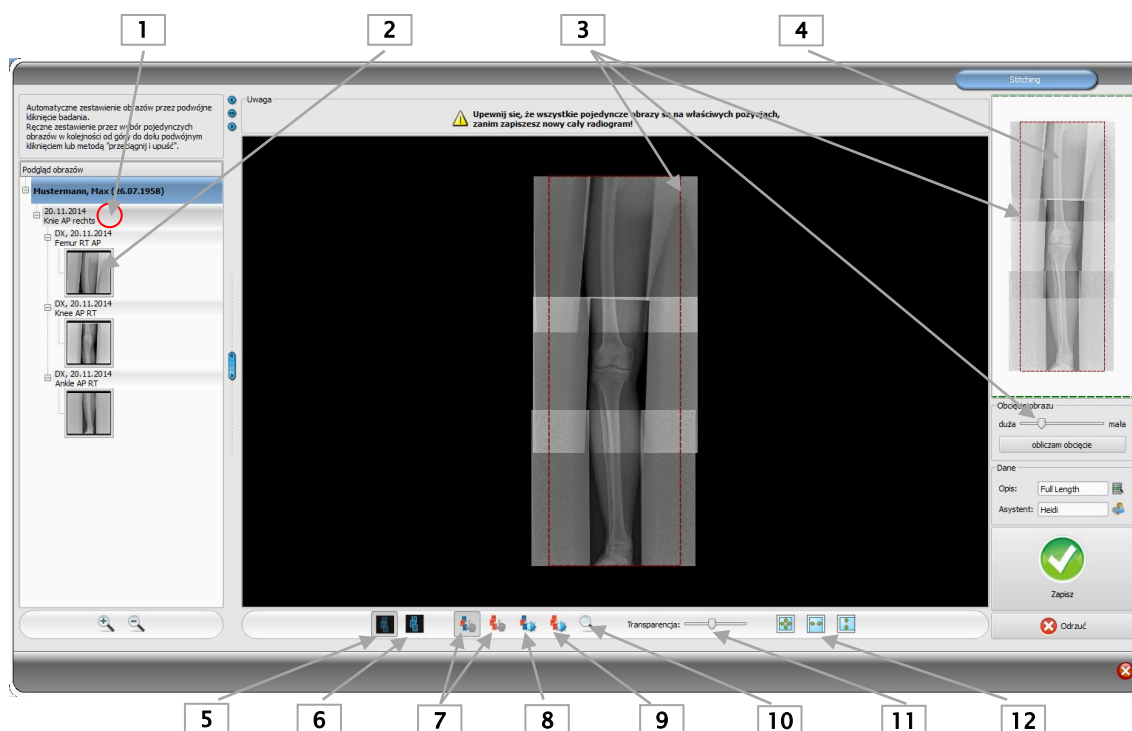 1
2
3
4
Stitching
Automatyczne zestawienie obrazów przez podwójne
kliknięcie badania.
Ręczne zestawienie przez wybór pojedynczych
obrazów w kolejności od góry do dołu podwójnym
kliknięciem lub metodą "przeciągnij i upuść".
Uwaga
Upewnij się, że wszystkie pojedyncze obrazy są na właściwych pozycjach,
zanim zapiszesz nowy cały radiogram!
Podgląd obrazów
Mustermann, Max (26.07.1958)
20.11.2014
Knie AP rechts
DX, 20.11.2014
Femur RT AP
DX, 20.11.2014
Knee AP RT
DX, 20.11.2014
Ankle AP RT
Obcięcie obrazu
duża
mała
obliczam obcięcie
Dane
Opis:
Full Length
Asystent:
Heidi
Zapisz
Odrzuć
Transparencja:
5
6
7
8
9
10
11
12